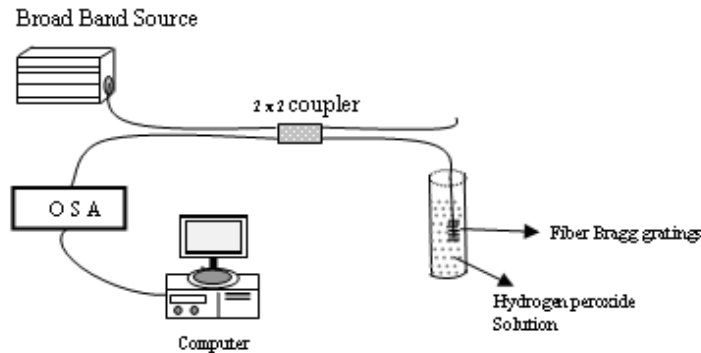 Broad Band Source
2 x 2 coupler
O S A
Fiber Bragg gratings
Hydrogen peroxide
Solution
Computer